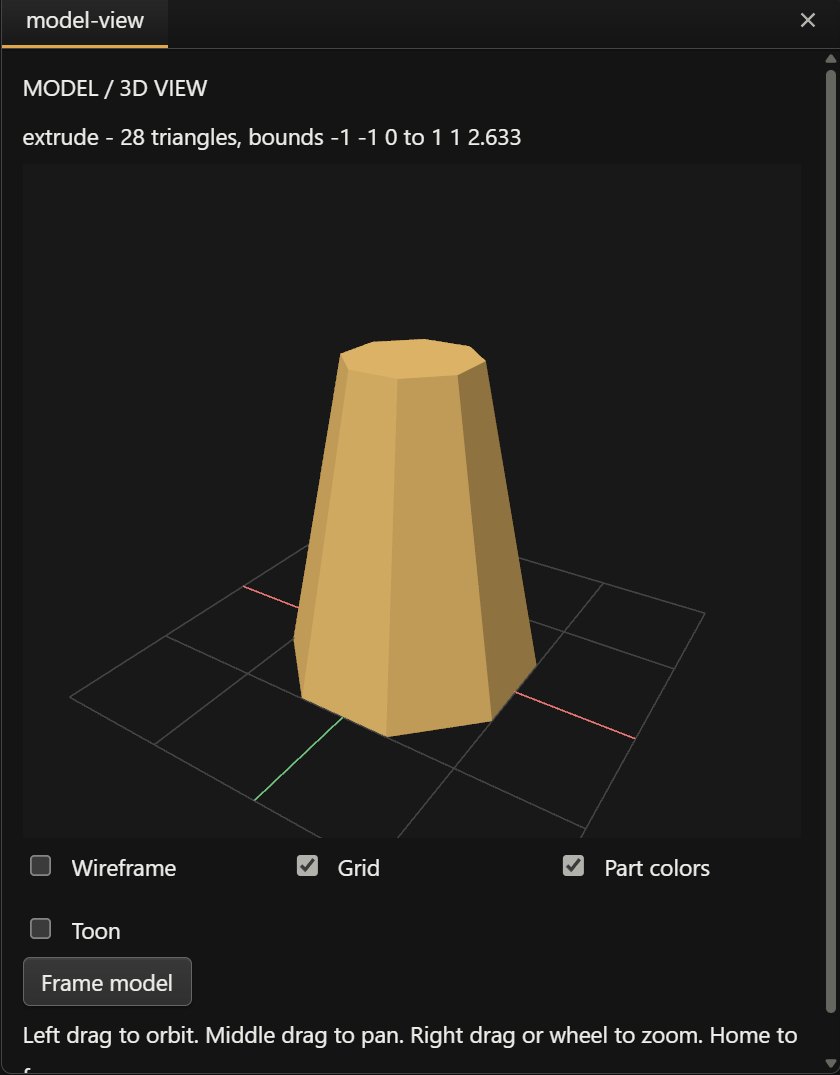 model-view
MODEL / 3D VIEW
extrude - 28 triangles, bounds -1 -1 0 to 1 1 2.633
Wireframe
Grid
Part colors
Toon
Frame model
Left drag to orbit. Middle drag to pan. Right drag or wheel to zoom. Home to